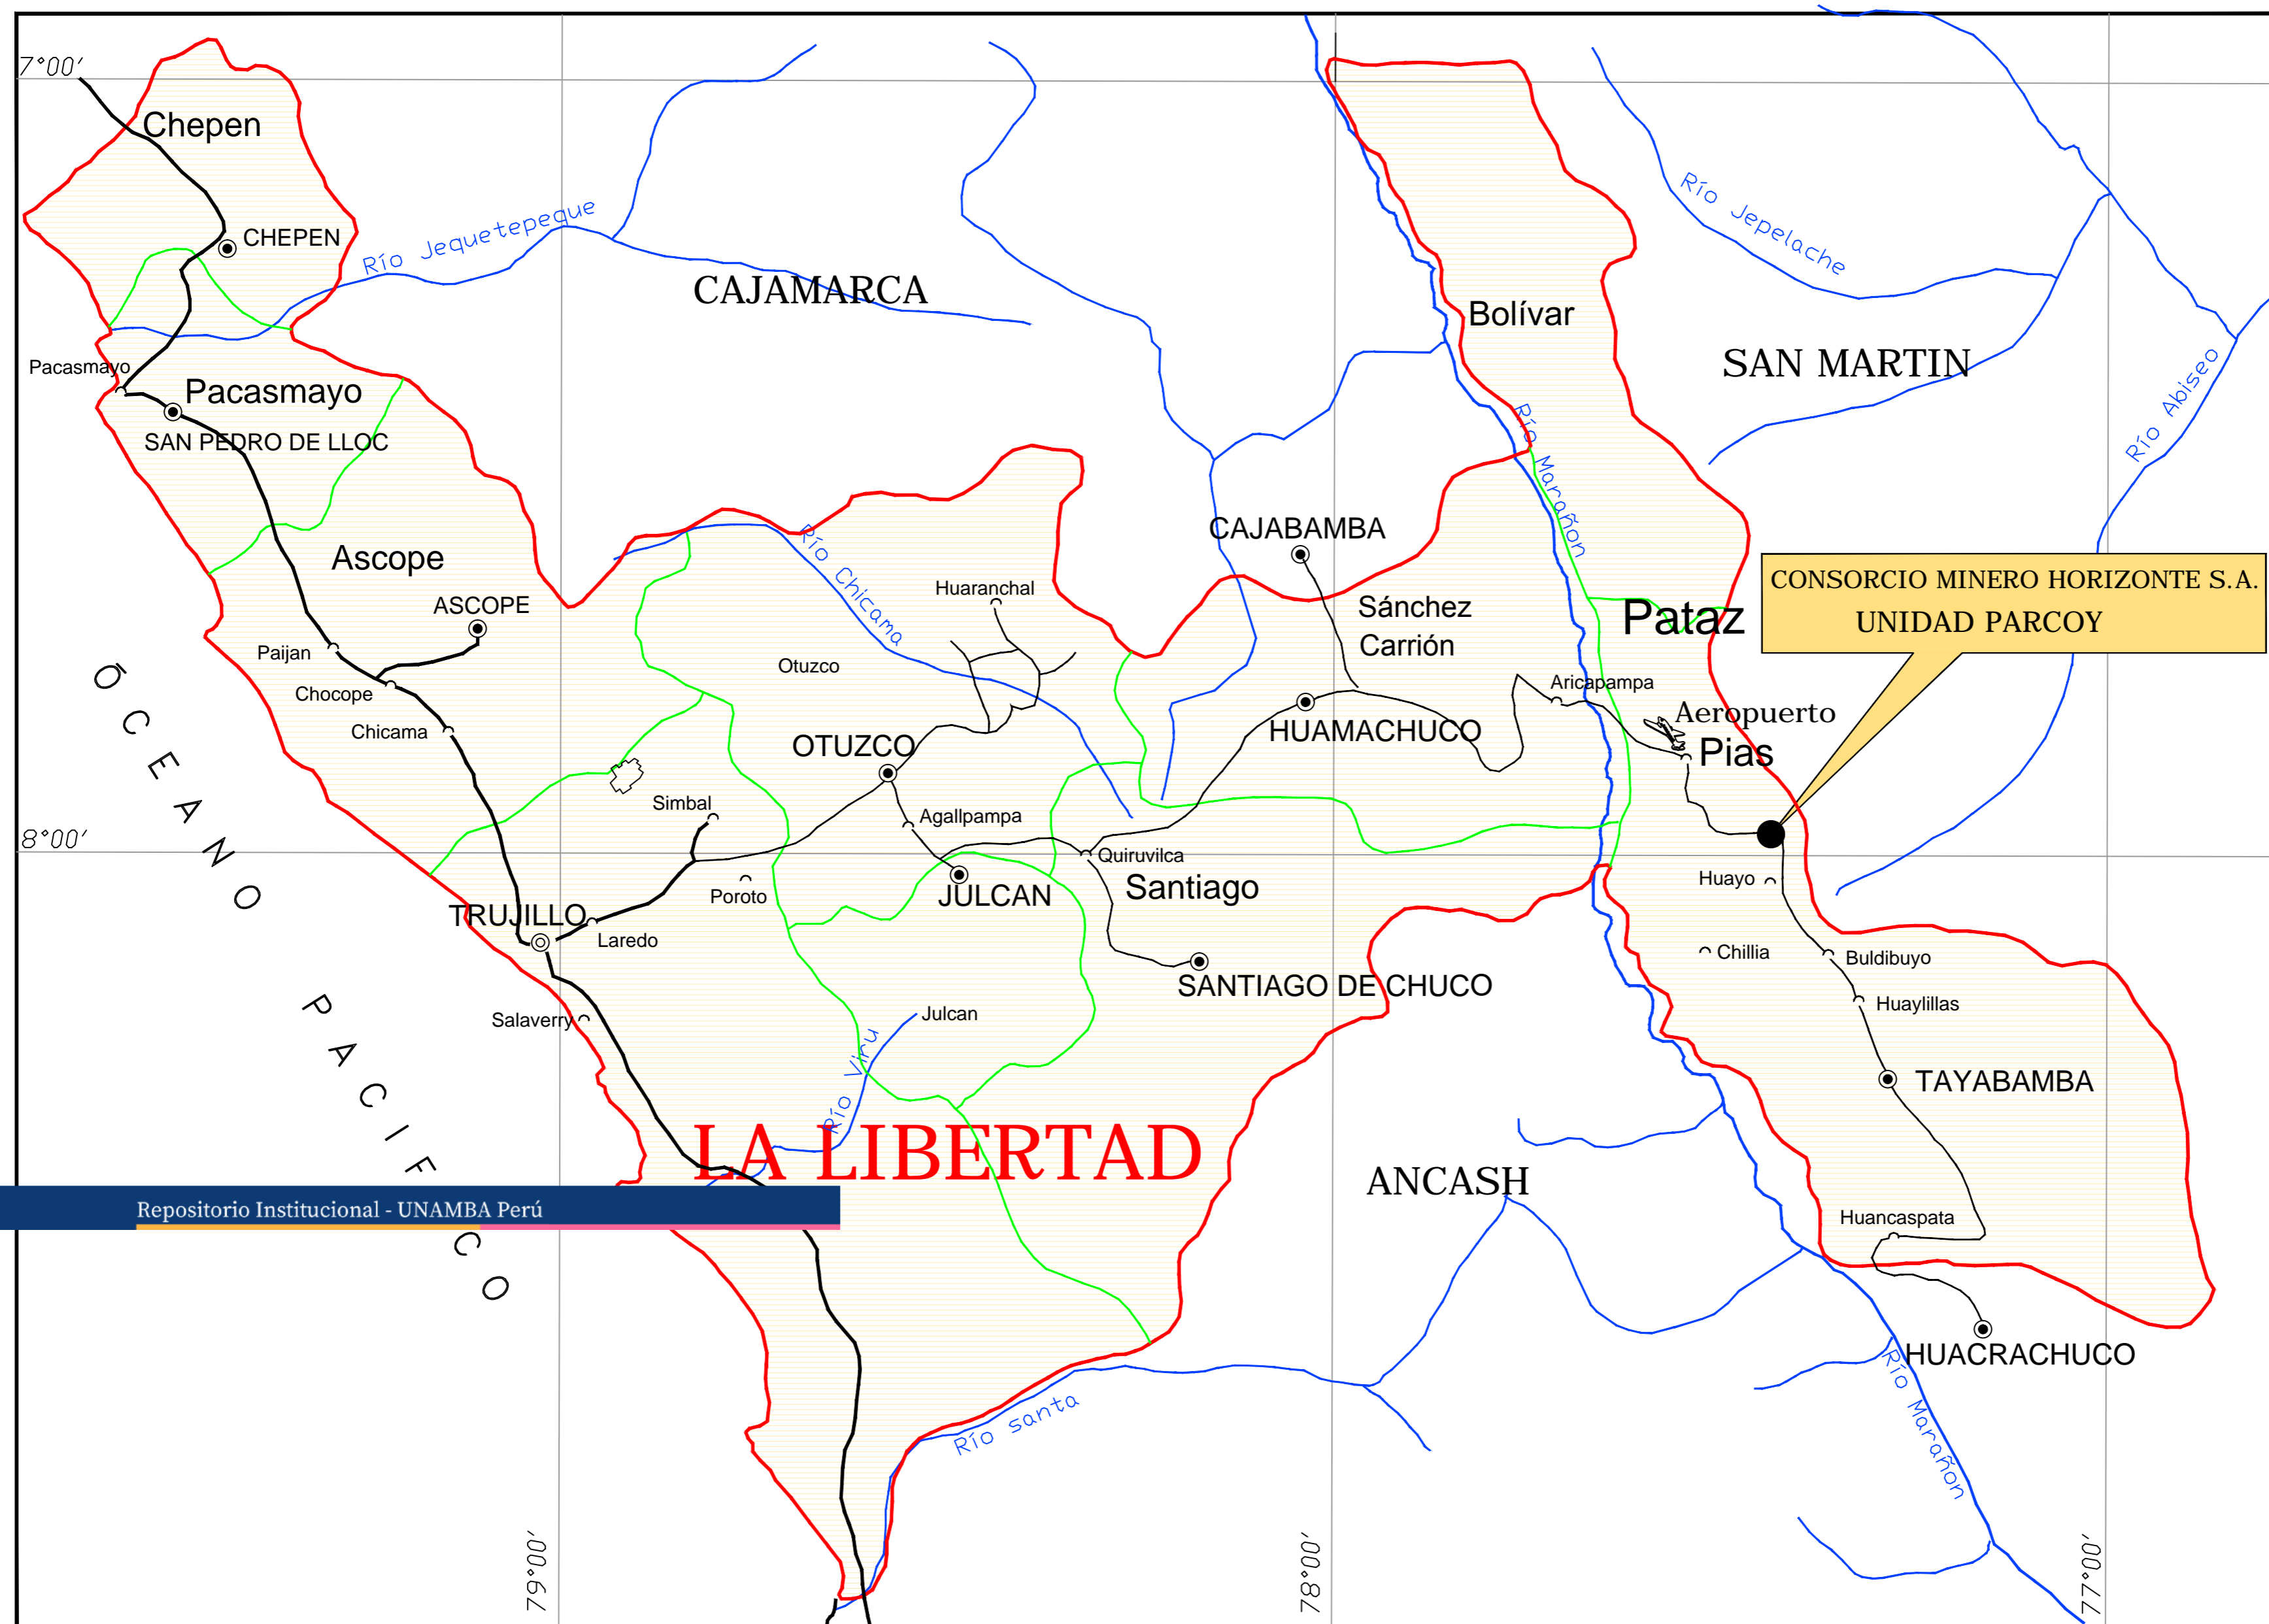 7°00'
Chepen
CHEPEN
Río Jequetepeque
CAJAMARCA
Río Jepelache
Bolívar
SAN MARTIN
Río Abiseo
Pacasmayo
Pacasmayo
SAN PEDRO DE LLOC
Río Marañon
Río Chicama
CAJABAMBA
Ascope
ASCOPE
Huaranchal
Sánchez
Carrión
Pataz
CONSORCIO MINERO HORIZONTE S.A.
UNIDAD PARCOY
Paijan
Otuzco
Chocope
Aricapampa
Chicama
OTUZCO
HUAMACHUCO
Aeropuerto
Pias
Simbal
Agallpampa
8°00'
Quiruvilca
Poroto
JULCAN
Santiago
Huayo
TRUJILLO
Laredo
Chillia
Buldibuyo
SANTIAGO DE CHUCO
Huaylillas
Salaverry
Julcan
Río Viru
OCEANO PACIFICO
TAYABAMBA
LA LIBERTAD
ANCASH
Repositorio Institucional - UNAMBA Perú
Huancaspata
HUACRACHUCO
Río santa
Río Marañon
79°00'
78°00'
77°00'